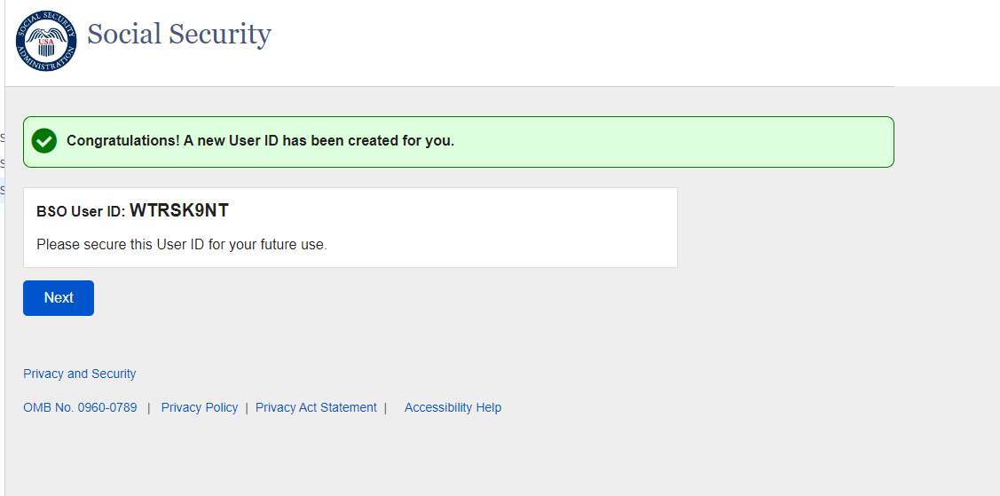 SOCIAL SECURITY
USA
ADMINISTRATION
Social Security
Congratulations! A new User ID has been created for you.
BSO User ID: WTRSK9NT
Please secure this User ID for your future use.
Next
Privacy and Security
OMB No. 0960-0789 | Privacy Policy | Privacy Act Statement | Accessibility Help